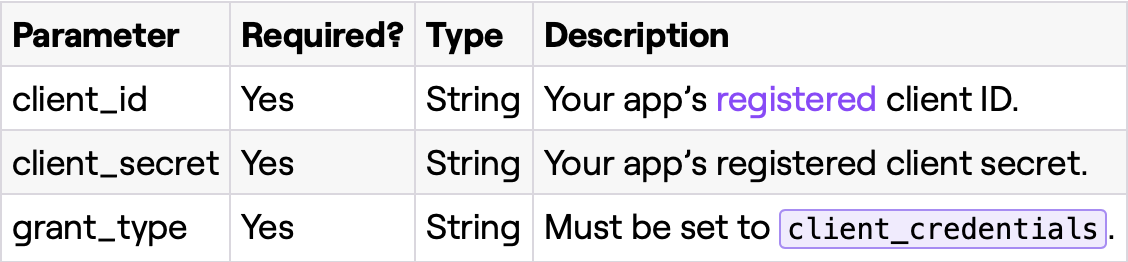 Parameter Required? Type Description
client_id Yes String Your app’s registered client ID.
client_secret Yes String Your app’s registered client secret.
grant_type Yes String Must be set to client_credentials.